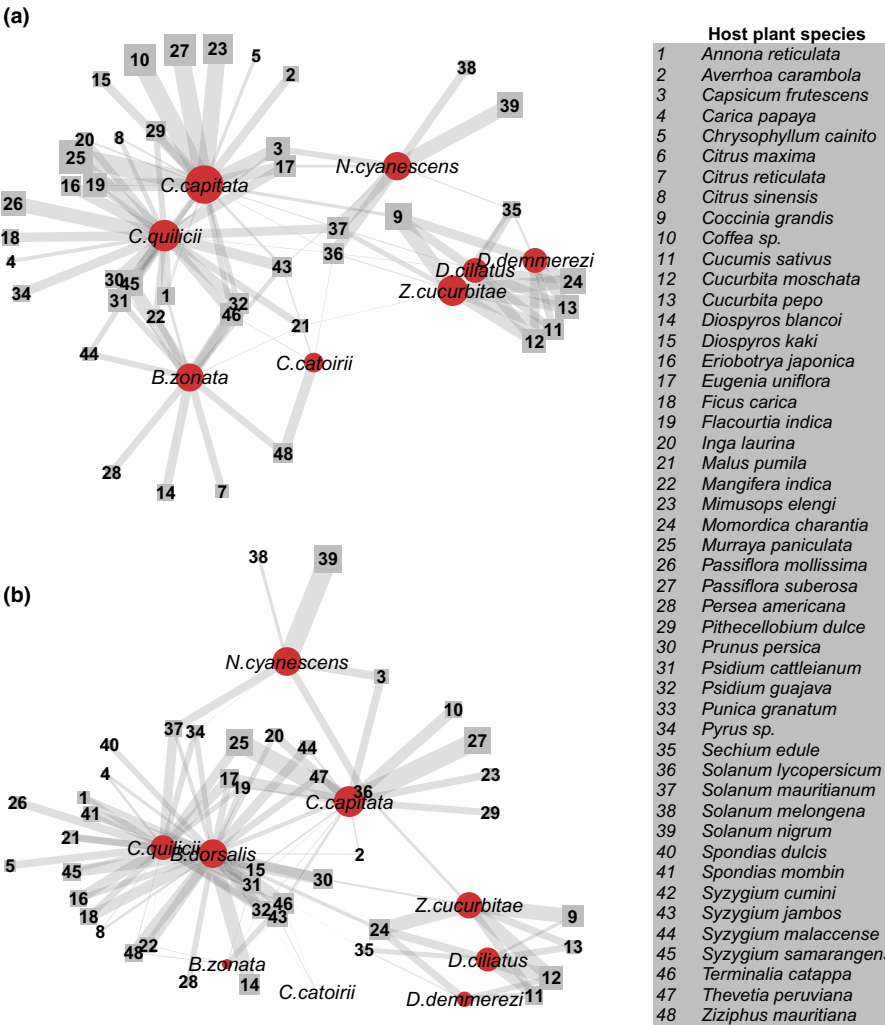 (a)
10
27
23
5
2
15
38
39
20
8
29
25
3
17
N.cyanescens
16
19
C.capitata
26
9
35
18
C.quilicii
37
36
4
43
D.demmerezi
D.ciliatus
34
30
45
1
32
Z.cucurbitae
24
31
22
46
21
13
11
12
44
B.zonata
C.catoirii
28
14
7
48
(b)
38
39
N.cyanescens
3
10
37
34
40
25
20
44
27
4
17
19
47
36
23
26
1
41
C.capitata
29
21
C.quilicii
B.dorsalis
2
5
45
15
31
30
16
18
8
32
46
43
Z.cucurbitae
9
24
48
22
35
13
B.zonata
D.ciliatus
28
14
C.catoirii
12
D.demmerezi
11
Host plant species
1 Annona reticulata
2 Averrhoa carambola
3 Capsicum frutescens
4 Carica papaya
5 Chrysophyllum cainito
6 Citrus maxima
7 Citrus reticulata
8 Citrus sinensis
9 Coccinia grandis
10 Coffea sp.
11 Cucumis sativus
12 Cucurbita moschata
13 Cucurbita pepo
14 Diospyros blancoi
15 Diospyros kaki
16 Eriobotrya japonica
17 Eugenia uniflora
18 Ficus carica
19 Flacourtia indica
20 Inga laurina
21 Malus pumila
22 Mangifera indica
23 Mimusops elengi
24 Momordica charantia
25 Murraya paniculata
26 Passiflora mollissima
27 Passiflora suberosa
28 Persea americana
29 Pithecellobium dulce
30 Prunus persica
31 Psidium cattleianum
32 Psidium guajava
33 Punica granatum
34 Pyrus sp.
35 Sechium edule
36 Solanum lycopersicum
37 Solanum mauritianum
38 Solanum melongena
39 Solanum nigrum
40 Spondias dulcis
41 Spondias mombin
42 Syzygium cumini
43 Syzygium jambos
44 Syzygium malaccense
45 Syzygium samarangens
46 Terminalia catappa
47 Thevetia peruviana
48 Ziziphus mauritiana